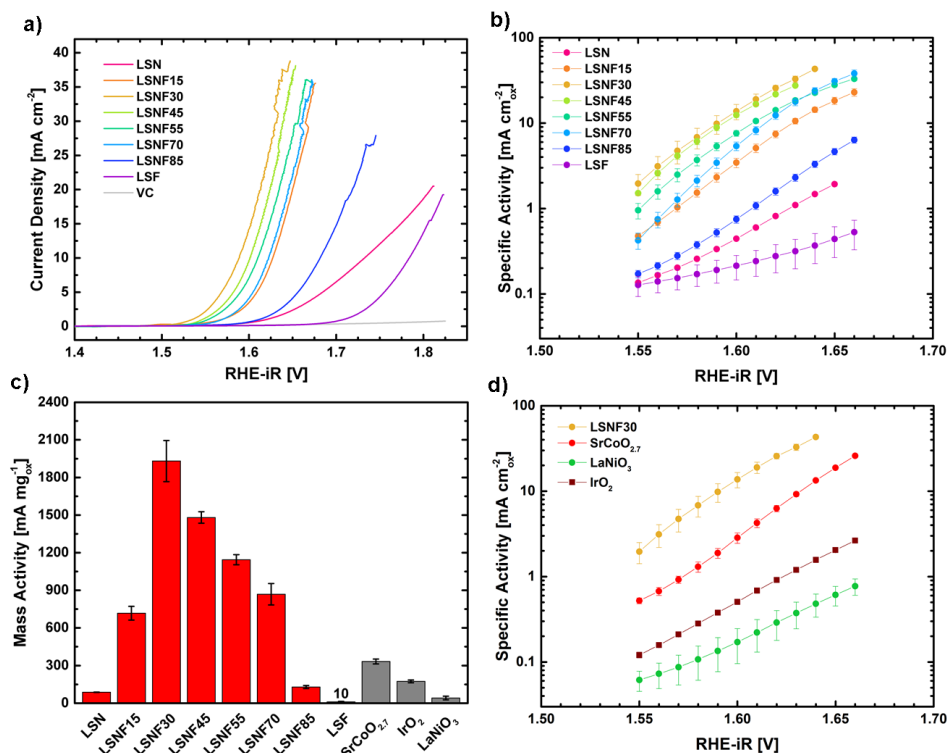 a)
Current Density [mA cm⁻²]
40
35
30
25
20
15
10
5
0
LSN
LSNF15
LSNF30
LSNF45
LSNF55
LSNF70
LSNF85
LSF
VC
1.4 1.5 1.6 1.7 1.8
RHE-iR [V]
b)
Specific Activity [mA cm⁻²ox]
100
10
1
0.1
LSN
LSNF15
LSNF30
LSNF45
LSNF55
LSNF70
LSNF85
LSF
1.50 1.55 1.60 1.65 1.70
RHE-iR [V]
c)
Mass Activity [mA mg⁻¹ox]
2400
2100
1800
1500
1200
900
600
300
0
10
LSN LSNF15 LSNF30 LSNF45 LSNF55 LSNF70 LSNF85 LSF SrCoO₂.₇ IrO₂ LaNiO₃
d)
Specific Activity [mA cm⁻²ox]
100
10
1
0.1
LSNF30
SrCoO₂.₇
LaNiO₃
IrO₂
1.50 1.55 1.60 1.65 1.70
RHE-iR [V]